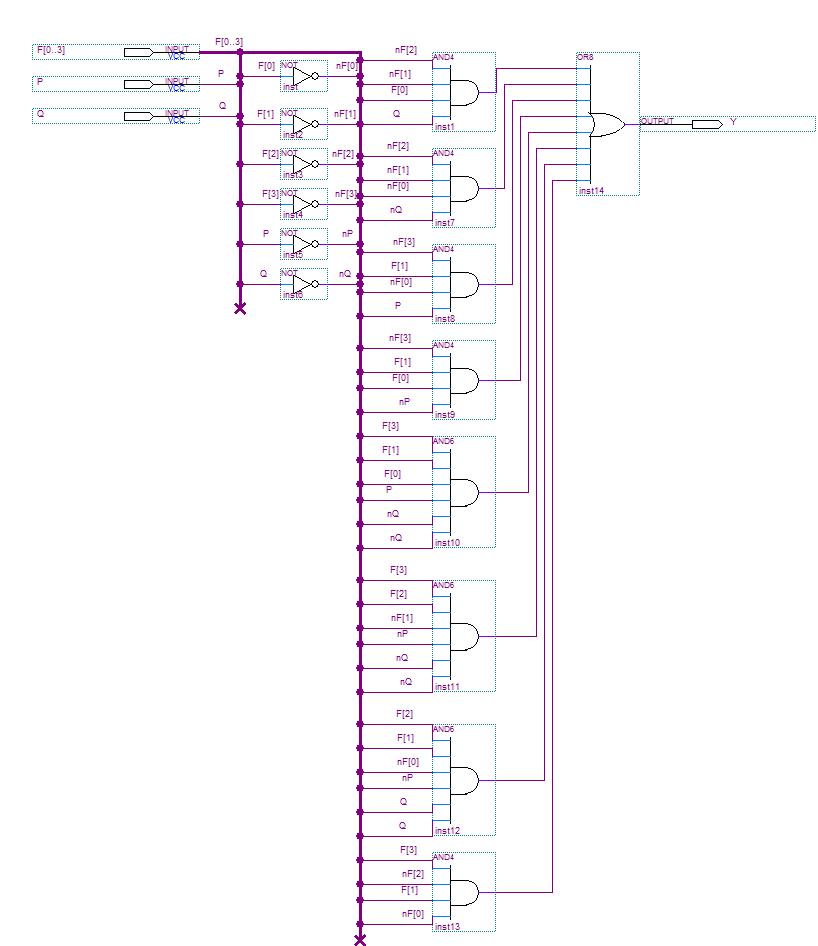 F[0..3]
F[0..3] INPUT VCC
P INPUT VCC P
Q INPUT VCC Q
F[0] NOT inst nF[0]
F[1] NOT inst2 nF[1]
F[2] NOT inst3 nF[2]
F[3] NOT inst4 nF[3]
P NOT inst5 nP
Q NOT inst6 nQ
nF[2] AND4
nF[1]
F[0]
Q
inst1
nF[2] AND4
nF[1]
nF[0]
nQ
inst7
nF[3] AND4
F[1]
nF[0]
P
inst8
nF[3] AND4
F[1]
F[0]
nP
inst9
F[3] AND6
F[1]
F[0]
P
nQ
nQ
inst10
F[3] AND6
F[2]
nF[1]
nP
nQ
nQ
inst11
F[2] AND6
F[1]
nF[0]
nP
Q
Q
inst12
F[3] AND4
nF[2]
F[1]
nF[0]
inst13
OR8
inst14
OUTPUT Y